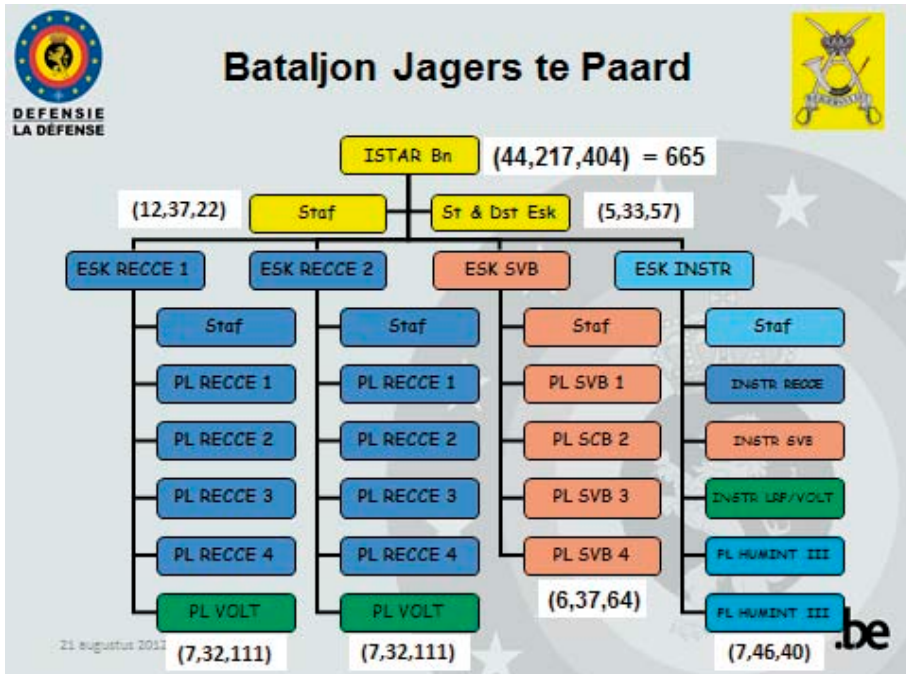 Bataljon Jagers te Paard
DEFENSIE
LA DÉFENSE
ISTAR Bn
(44,217,404) = 665
(12,37,22)
Staf
St & Dst Esk
(5,33,57)
ESK RECCE 1
ESK RECCE 2
ESK SVB
ESK INSTR
Staf
Staf
Staf
Staf
PL RECCE 1
PL RECCE 1
PL SVB 1
INSTR RECCE
PL RECCE 2
PL RECCE 2
PL SCB 2
INSTR SVB
PL RECCE 3
PL RECCE 3
PL SVB 3
INSTR LRF/VOLT
PL RECCE 4
PL RECCE 4
PL SVB 4
PL HUMINT III
PL VOLT
PL VOLT
(6,37,64)
PL HUMINT III
21 augustus 2012
(7,32,111)
(7,32,111)
(7,46,40)
.be